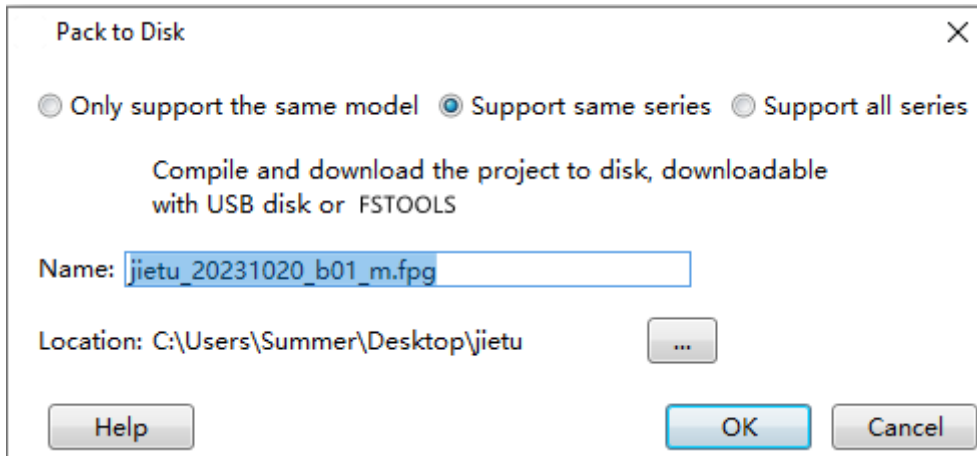 Pack to Disk
Only support the same model Support same series Support all series
Compile and download the project to disk, downloadable
with USB disk or FSTOOLS
Name: jietu_20231020_b01_m.fpg
Location: C:\Users\Summer\Desktop\jietu ...
Help OK Cancel